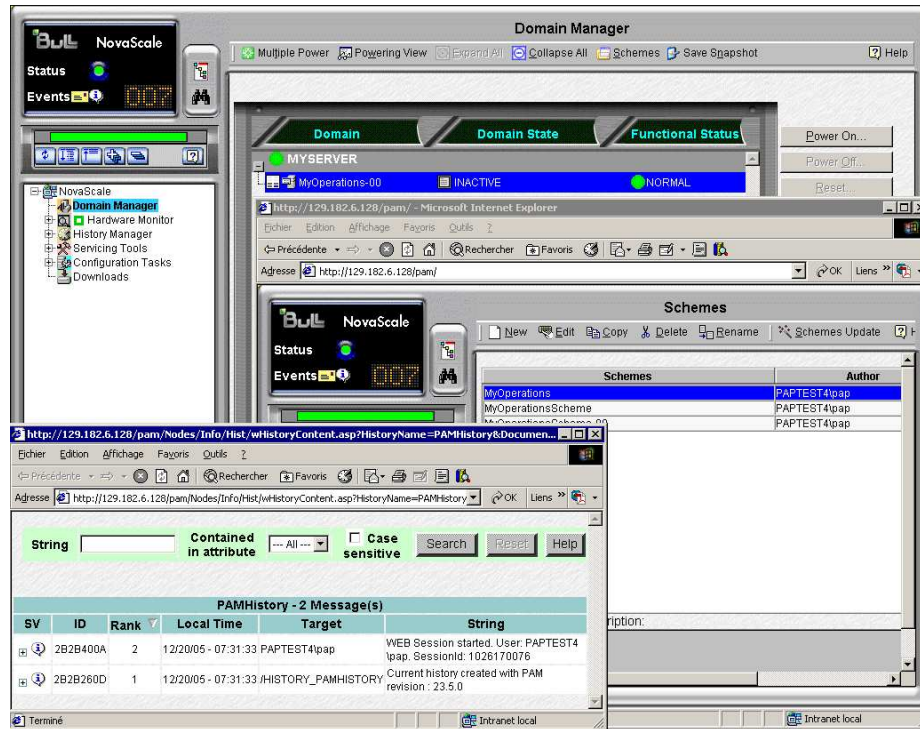 Domain Manager
Bull NovaScale
Multiple Power Powering View Expand All Collapse All Schemes Save Snapshot Help
Status
Events 007
Domain Domain State Functional Status
MYSERVER
MyOperations-00 INACTIVE NORMAL
Power On...
Power Off...
Reset...
NovaScale
Domain Manager
Hardware Monitor
History Manager
Servicing Tools
Configuration Tasks
Downloads
http://129.182.6.128/pam/ - Microsoft Internet Explorer
Fichier Edition Affichage Favoris Outils ?
Précédente Rechercher Favoris
Adresse http://129.182.6.128/pam/ OK Liens »
Schemes
Bull NovaScale
New Edit Copy Delete Rename Schemes Update
Status
Events 007
Schemes Author
MyOperations PAPTEST4\pap
MyOperationsScheme PAPTEST4\pap
MyOperationsScheme-00 PAPTEST4\pap
ription:
Intranet local
http://129.182.6.128/pam/Nodes/Info/Hist/wHistoryContent.asp?HistoryName=PAMHistory&Documen...
Fichier Edition Affichage Favoris Outils ?
Précédente Rechercher Favoris
Adresse http://129.182.6.128/pam/Nodes/Info/Hist/wHistoryContent.asp?HistoryName=PAMHistory OK Liens »
String Contained in attribute --- All --- Case sensitive Search Reset Help
PAMHistory - 2 Message(s)
SV ID Rank Local Time Target String
2B2B400A 2 12/20/05 - 07:31:33 PAPTEST4\pap WEB Session started. User: PAPTEST4
\pap. SessionId: 1026170076
2B2B260D 1 12/20/05 - 07:31:33 /HISTORY_PAMHISTORY Current history created with PAM
revision : 23.5.0
Terminé Intranet local